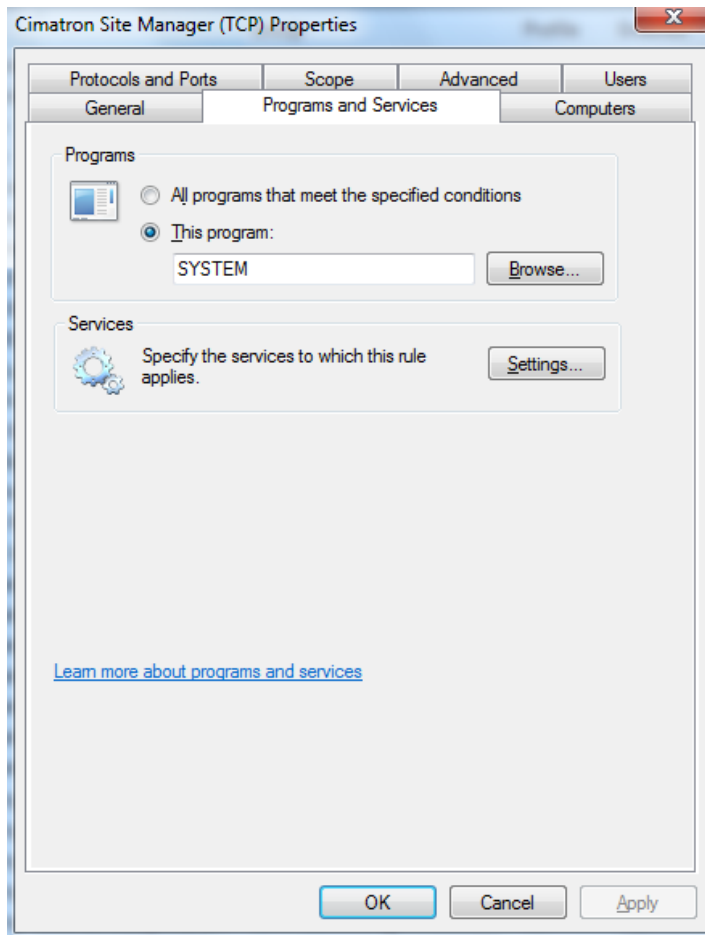 Cimatron Site Manager (TCP) Properties
Protocols and Ports
Scope
Advanced
Users
General
Programs and Services
Computers
Programs
All programs that meet the specified conditions
This program:
SYSTEM
Browse...
Services
Specify the services to which this rule
applies.
Settings...
Learn more about programs and services
OK
Cancel
Apply